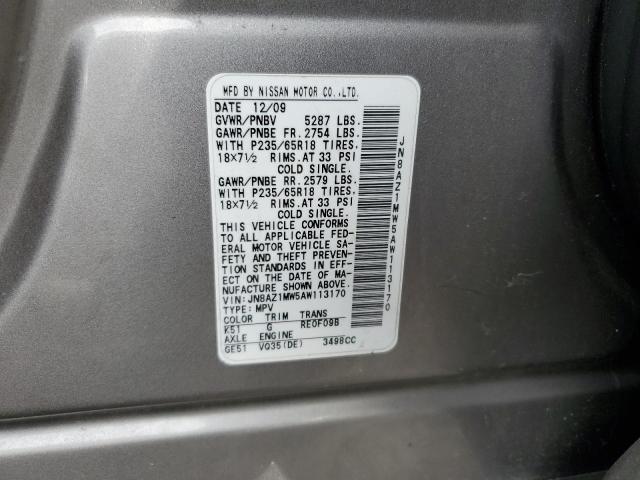 MFD BY NISSAN MOTOR CO.,LTD.
DATE 12/09
GVWR/PNBV 5287 LBS.
GAWR/PNBE FR. 2754 LBS.
WITH P235/65R18 TIRES.
18X7½ RIMS.AT 33 PSI
COLD SINGLE.
GAWR/PNBE RR. 2579 LBS.
WITH P235/65R18 TIRES.
18X7½ RIMS.AT 33 PSI
COLD SINGLE.
THIS VEHICLE CONFORMS
TO ALL APPLICABLE FED-
ERAL MOTOR VEHICLE SA-
FETY AND THEFT PREVEN-
TION STANDARDS IN EFF-
ECT ON THE DATE OF MA-
NUFACTURE SHOWN ABOVE.
VIN: JN8AZ1MW5AW113170
TYPE: MPV
COLOR TRIM TRANS
K51 G RE0F09B
AXLE ENGINE
GE51 VQ35(DE) 3498CC
JN8AZ1MW5AW113170